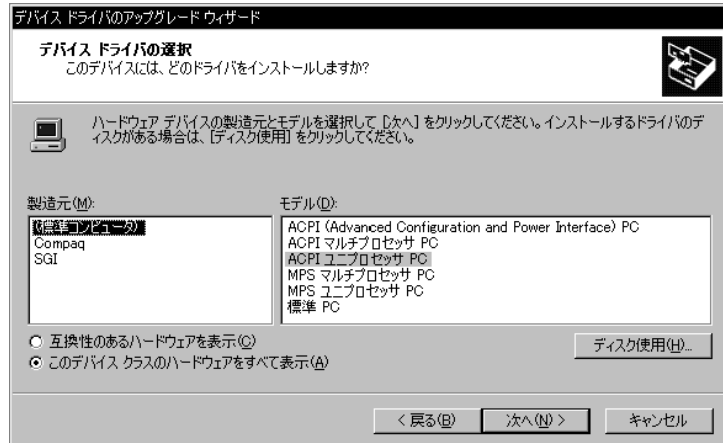 デバイス ドライバのアップグレード ウィザード
デバイス ドライバの選択
このデバイスには、どのドライバをインストールしますか?
ハードウェア デバイスの製造元とモデルを選択して [次へ] をクリックしてください。インストールするドライバのデ
ィスクがある場合は、[ディスク使用] をクリックしてください。
製造元(M):
(標準コンピュータ)
Compaq
SGI
モデル(D):
ACPI (Advanced Configuration and Power Interface) PC
ACPI マルチプロセッサ PC
ACPI ユニプロセッサ PC
MPS マルチプロセッサ PC
MPS ユニプロセッサ PC
標準 PC
互換性のあるハードウェアを表示(C)
このデバイス クラスのハードウェアをすべて表示(A)
ディスク使用(H)...
< 戻る(B)
次へ(N) >
キャンセル